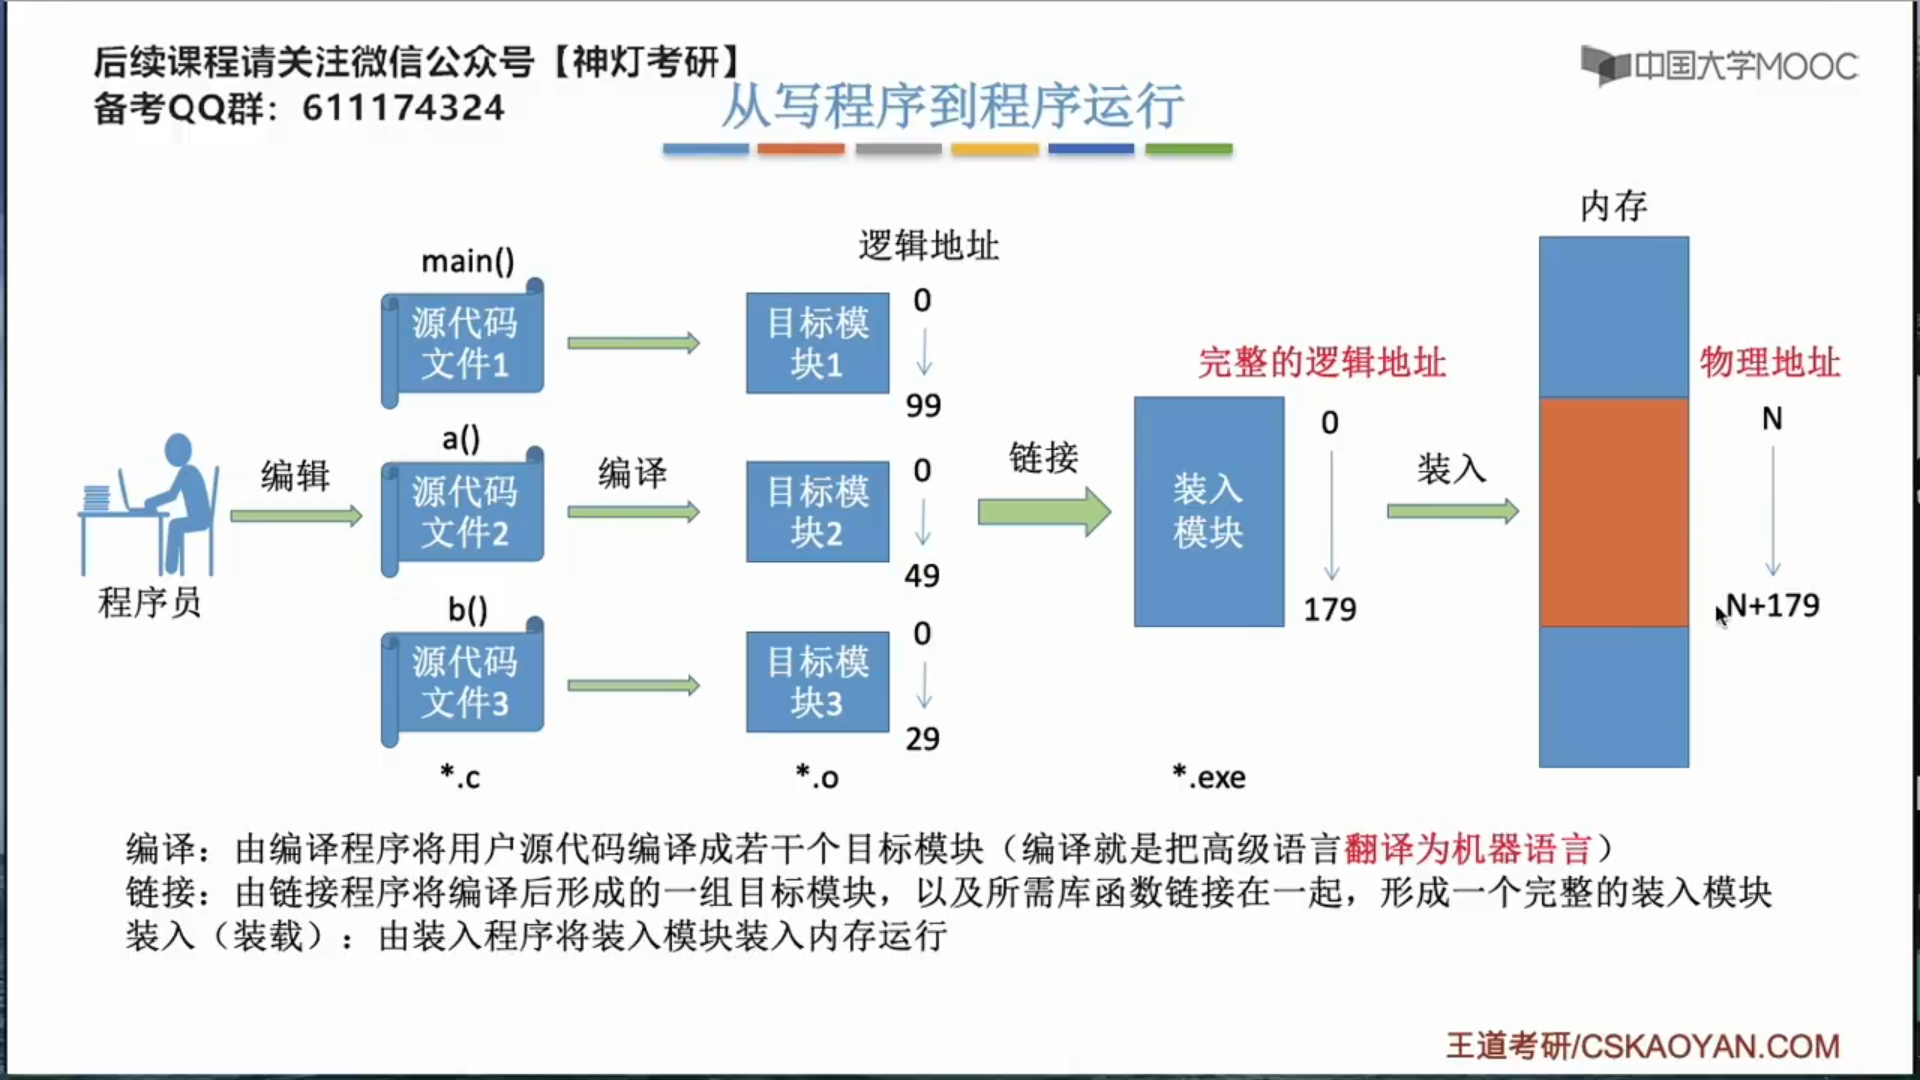 后续课程请关注微信公众号【神灯考研】
备考QQ群：611174324
中国大学MOOC
从写程序到程序运行
程序员
编辑
main()
源代码
文件1
a()
源代码
文件2
b()
源代码
文件3
*.c
编译
逻辑地址
目标模
块1
0
99
目标模
块2
0
49
目标模
块3
0
29
*.o
链接
完整的逻辑地址
装入
模块
0
179
*.exe
装入
内存
物理地址
N
N+179
编译：由编译程序将用户源代码编译成若干个目标模块（编译就是把高级语言翻译为机器语言）
链接：由链接程序将编译后形成的一组目标模块，以及所需库函数链接在一起，形成一个完整的装入模块
装入（装载）：由装入程序将装入模块装入内存运行
王道考研/CSKAOYAN.COM